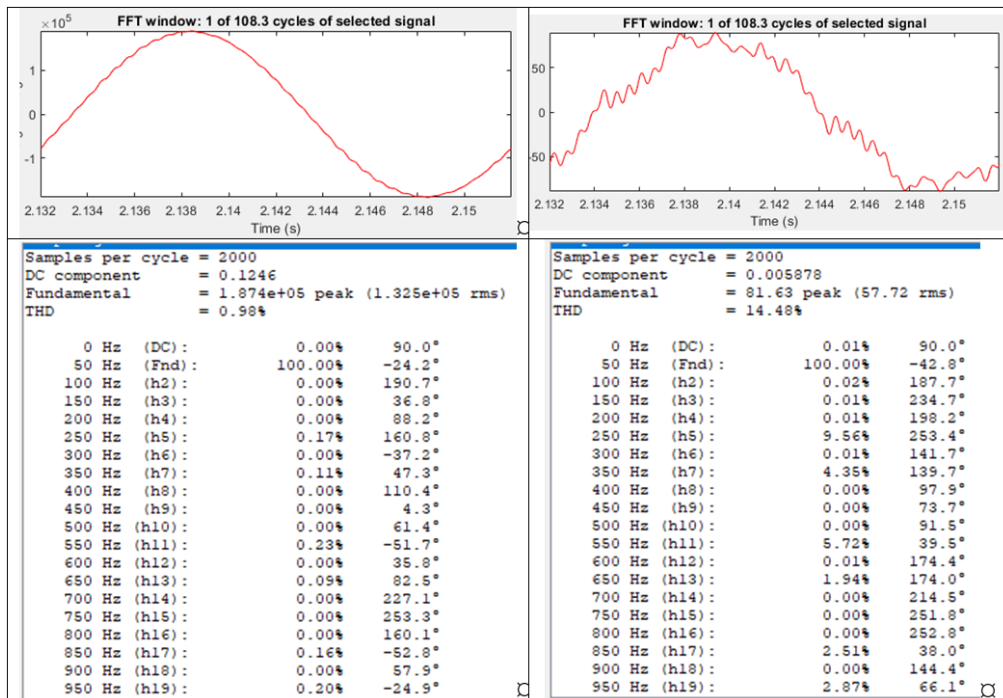 FFT window: 1 of 108.3 cycles of selected signal
×10⁵
1
0
-1
2.132 2.134 2.136 2.138 2.14 2.142 2.144 2.146 2.148 2.15
Time (s)
FFT window: 1 of 108.3 cycles of selected signal
50
0
-50
2.132 2.134 2.136 2.138 2.14 2.142 2.144 2.146 2.148 2.15
Time (s)
Samples per cycle = 2000
DC component = 0.1246
Fundamental = 1.874e+05 peak (1.325e+05 rms)
THD = 0.98%
0 Hz (DC): 0.00% 90.0°
50 Hz (Fnd): 100.00% -24.2°
100 Hz (h2): 0.00% 190.7°
150 Hz (h3): 0.00% 36.8°
200 Hz (h4): 0.00% 88.2°
250 Hz (h5): 0.17% 160.8°
300 Hz (h6): 0.00% -37.2°
350 Hz (h7): 0.11% 47.3°
400 Hz (h8): 0.00% 110.4°
450 Hz (h9): 0.00% 4.3°
500 Hz (h10): 0.00% 61.4°
550 Hz (h11): 0.23% -51.7°
600 Hz (h12): 0.00% 35.8°
650 Hz (h13): 0.09% 82.5°
700 Hz (h14): 0.00% 227.1°
750 Hz (h15): 0.00% 253.3°
800 Hz (h16): 0.00% 160.1°
850 Hz (h17): 0.16% -52.8°
900 Hz (h18): 0.00% 57.9°
950 Hz (h19): 0.20% -24.9°
Samples per cycle = 2000
DC component = 0.005878
Fundamental = 81.63 peak (57.72 rms)
THD = 14.48%
0 Hz (DC): 0.01% 90.0°
50 Hz (Fnd): 100.00% -42.8°
100 Hz (h2): 0.02% 187.7°
150 Hz (h3): 0.01% 234.7°
200 Hz (h4): 0.01% 198.2°
250 Hz (h5): 9.56% 253.4°
300 Hz (h6): 0.01% 141.7°
350 Hz (h7): 4.35% 139.7°
400 Hz (h8): 0.00% 97.9°
450 Hz (h9): 0.00% 73.7°
500 Hz (h10): 0.00% 91.5°
550 Hz (h11): 5.72% 39.5°
600 Hz (h12): 0.01% 174.4°
650 Hz (h13): 1.94% 174.0°
700 Hz (h14): 0.00% 214.5°
750 Hz (h15): 0.00% 251.8°
800 Hz (h16): 0.00% 252.8°
850 Hz (h17): 2.51% 38.0°
900 Hz (h18): 0.00% 144.4°
950 Hz (h19): 2.87% 66.1°